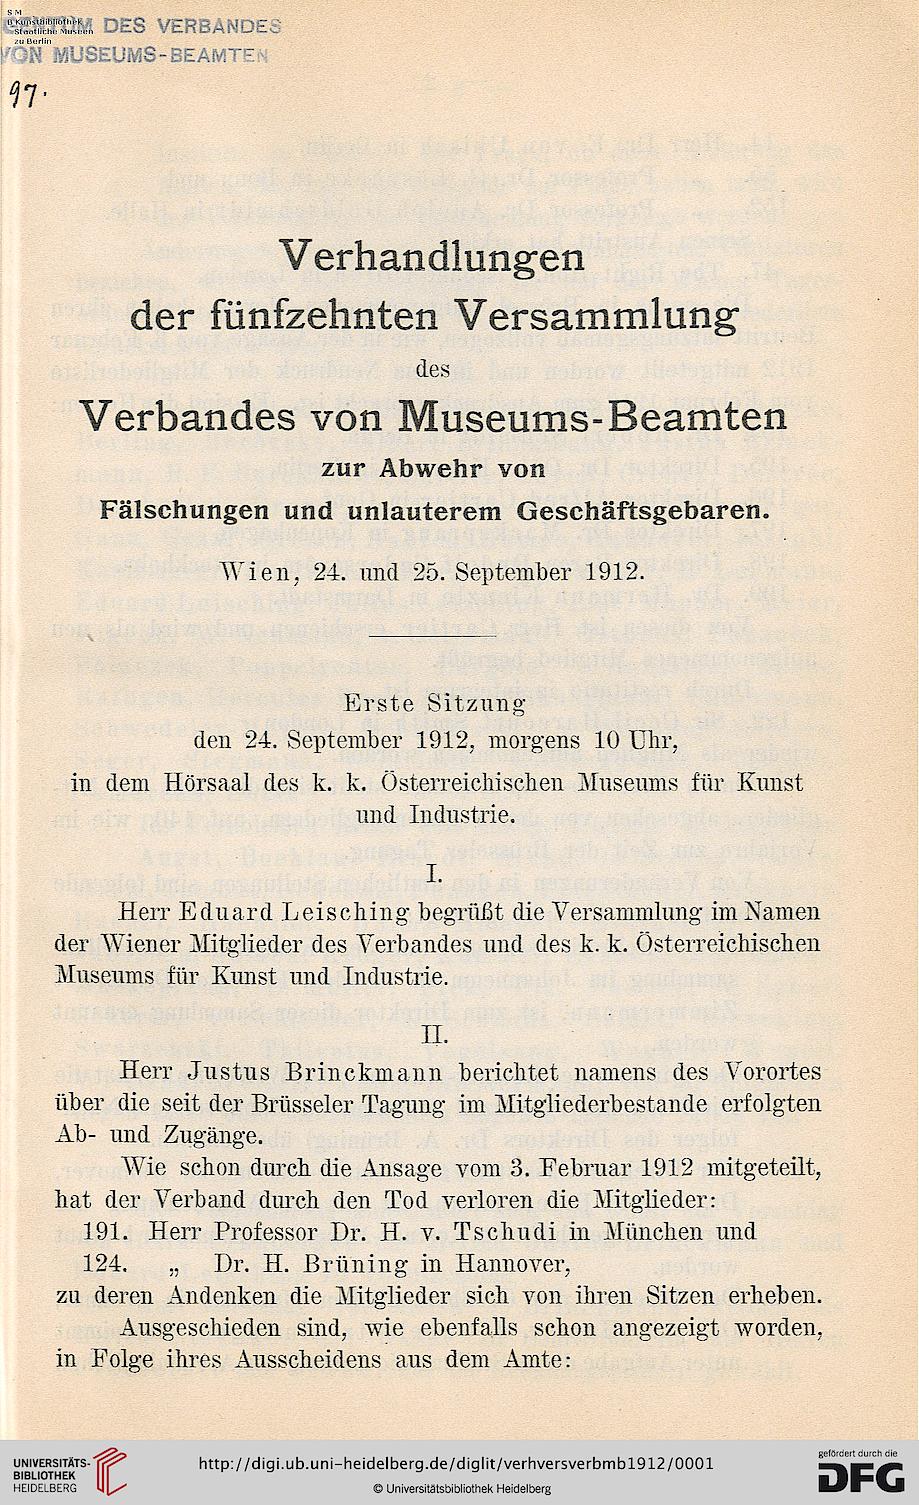 S M
B Kunstbibliothek
Staatliche Museen
zu Berlin
DES VERBANDES
VON MUSEUMS-BEAMTEN
97.
Verhandlungen
der fünfzehnten Versammlung
des
Verbandes von Museums-Beamten
zur Abwehr von
Fälschungen und unlauterem Geschäftsgebaren.
Wien, 24. und 25. September 1912.
Erste Sitzung
den 24. September 1912, morgens 10 Uhr,
in dem Hörsaal des k. k. Österreichischen Museums für Kunst
und Industrie.
I.
Herr Eduard Leisching begrüßt die Versammlung im Namen
der Wiener Mitglieder des Verbandes und des k. k. Österreichischen
Museums für Kunst und Industrie.
II.
Herr Justus Brinckmann berichtet namens des Vorortes
über die seit der Brüsseler Tagung im Mitgliederbestande erfolgten
Ab- und Zugänge.
Wie schon durch die Ansage vom 3. Februar 1912 mitgeteilt,
hat der Verband durch den Tod verloren die Mitglieder:
191. Herr Professor Dr. H. v. Tschudi in München und
124. „ Dr. H. Brüning in Hannover,
zu deren Andenken die Mitglieder sich von ihren Sitzen erheben.
Ausgeschieden sind, wie ebenfalls schon angezeigt worden,
in Folge ihres Ausscheidens aus dem Amte:
UNIVERSITÄTS-
BIBLIOTHEK
HEIDELBERG
http://digi.ub.uni-heidelberg.de/diglit/verhversverbmb1912/0001
© Universitätsbibliothek Heidelberg
gefördert durch die
DFG